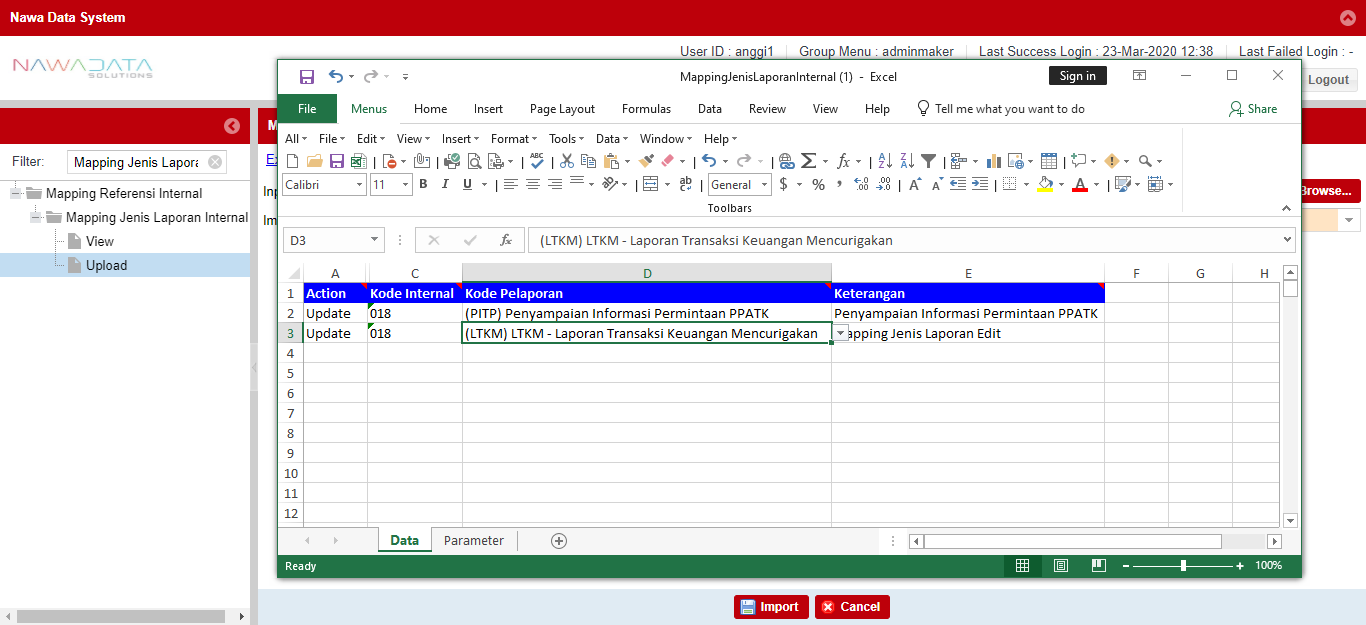 Nawa Data System
NAWADATA
SOLUTIONS
User ID : anggi1 Group Menu : adminmaker Last Success Login : 23-Mar-2020 12:38 Last Failed Login : -
Logout
MappingJenisLaporanInternal (1) - Excel
Sign in
File Menus Home Insert Page Layout Formulas Data Review View Help Tell me what you want to do Share
All File Edit View Insert Format Tools Data Window Help
Calibri 11 B I U General $ %
Toolbars
Filter: Mapping Jenis Lapora
Mapping Referensi Internal
Mapping Jenis Laporan Internal
View
Upload
M
Ex
Inp
Im
Browse...
D3 fx (LTKM) LTKM - Laporan Transaksi Keuangan Mencurigakan
A C D E F G H
1 Action Kode Internal Kode Pelaporan Keterangan
2 Update 018 (PITP) Penyampaian Informasi Permintaan PPATK Penyampaian Informasi Permintaan PPATK
3 Update 018 (LTKM) LTKM - Laporan Transaksi Keuangan Mencurigakan apping Jenis Laporan Edit
4
5
6
7
8
9
10
11
12
Data Parameter
Ready 100%
Import Cancel